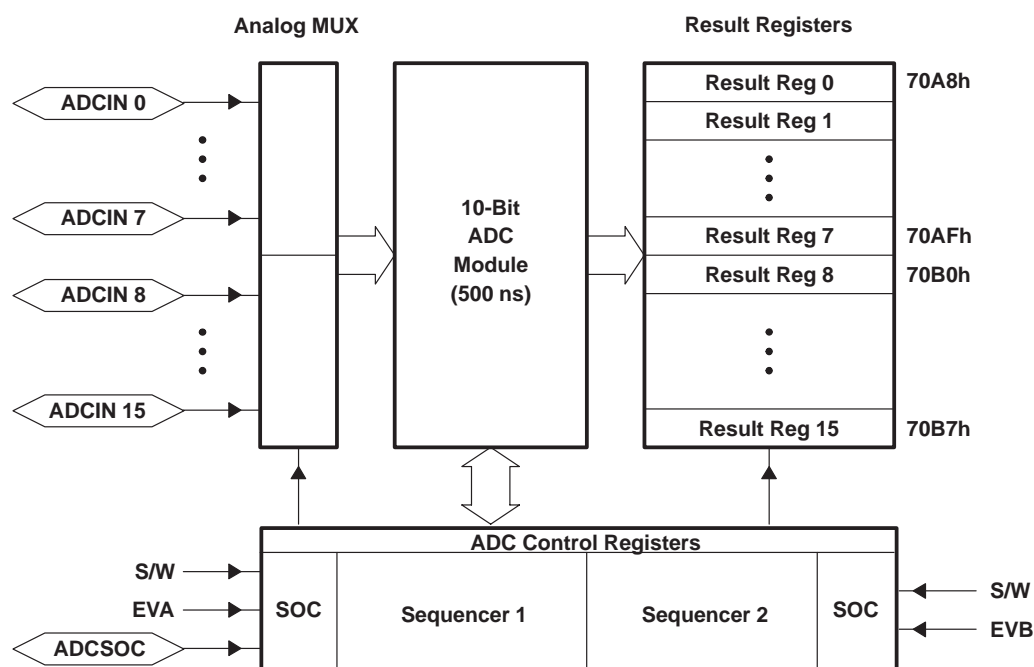 Analog MUX
Result Registers
ADCIN 0
ADCIN 7
ADCIN 8
ADCIN 15
10-Bit
ADC
Module
(500 ns)
Result Reg 0
70A8h
Result Reg 1
Result Reg 7
70AFh
Result Reg 8
70B0h
Result Reg 15
70B7h
ADC Control Registers
S/W
EVA
ADCSOC
SOC
Sequencer 1
Sequencer 2
SOC
S/W
EVB